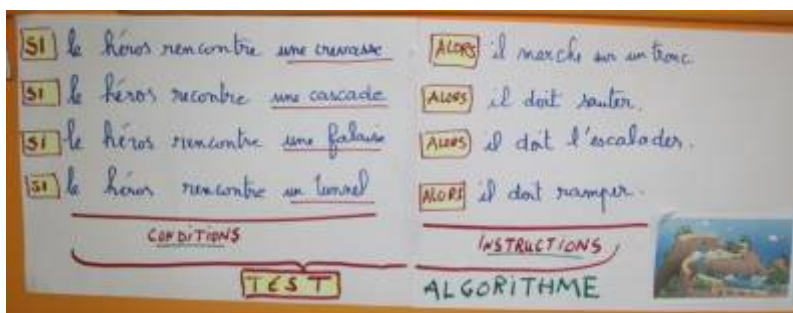 SI le héros rencontre une crevasse ALORS il marche sur un tronc.
SI le héros recontre une cascade ALORS il doit sauter.
SI le héros rencontre une falaise ALORS il doit l'escalader.
SI le héros rencontre un tunnel ALORS il doit ramper.
CONDITIONS INSTRUCTIONS
TEST ALGORITHME